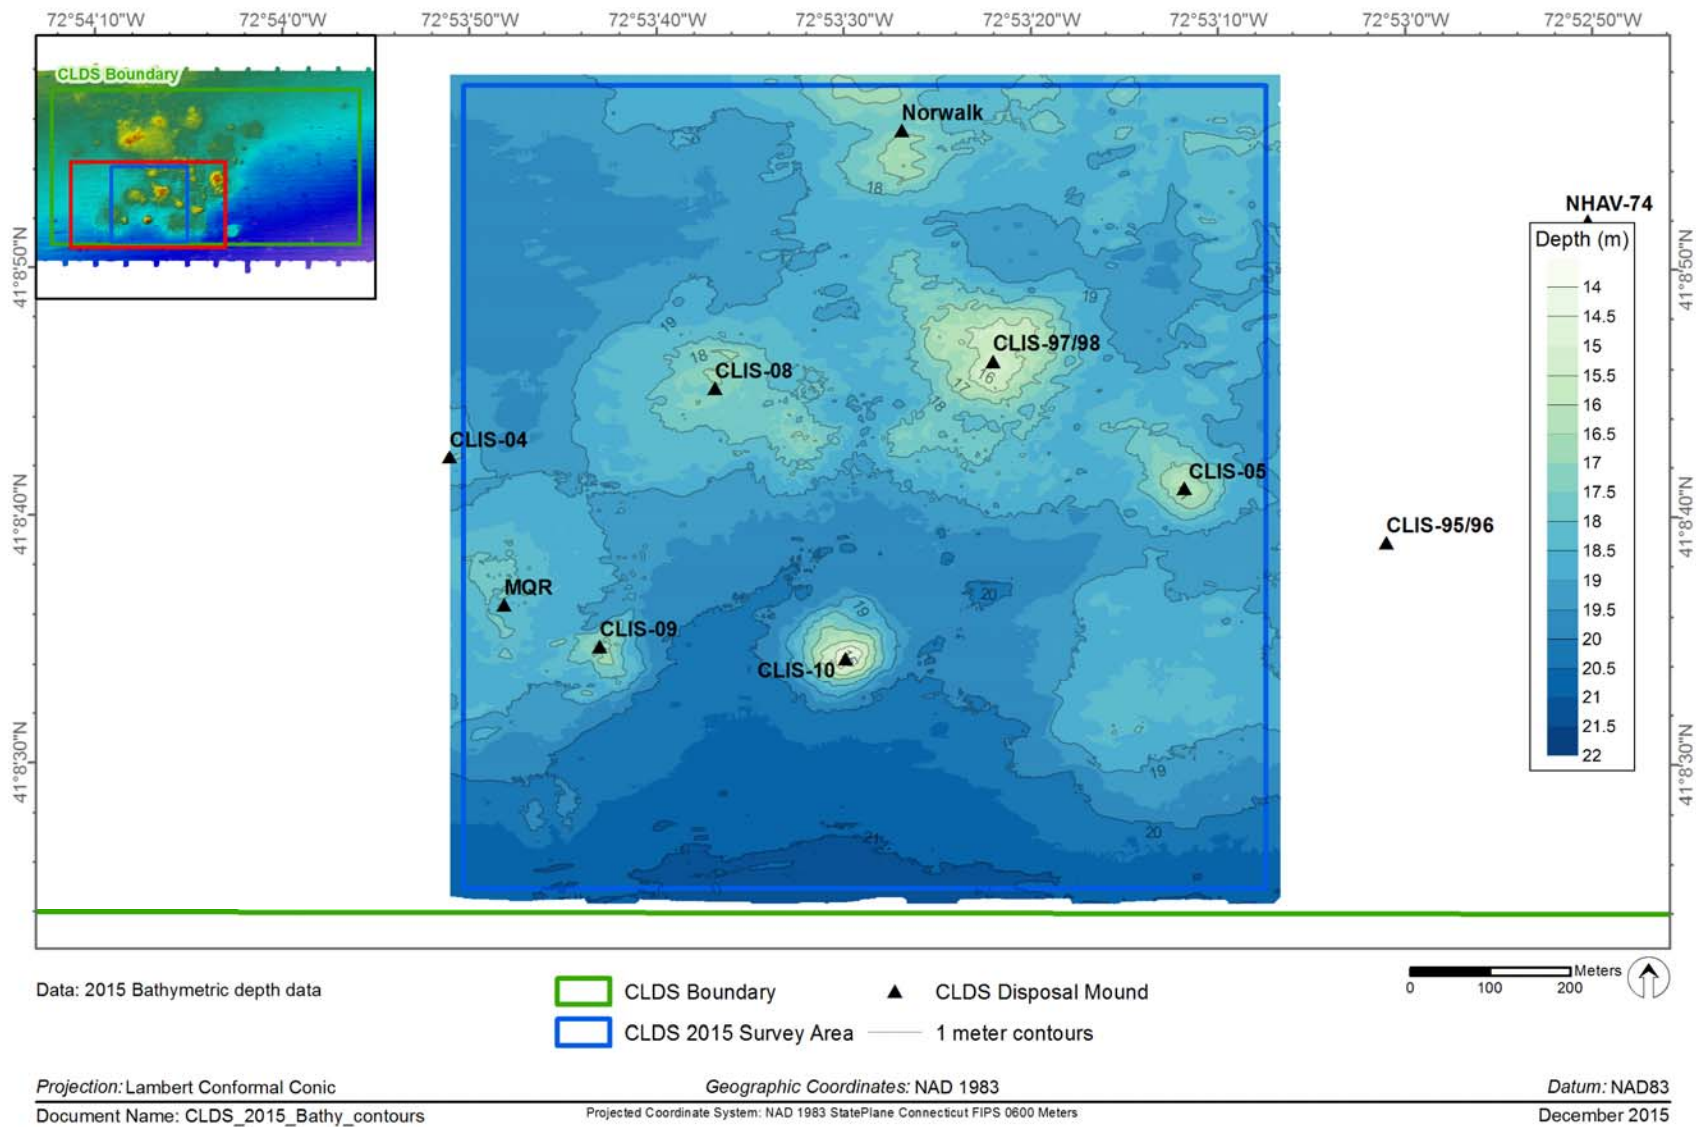 72°54'10"W 72°54'0"W 72°53'50"W 72°53'40"W 72°53'30"W 72°53'20"W 72°53'10"W 72°53'0"W 72°52'50"W
CLDS Boundary
Norwalk
18
NHAV-74
Depth (m)
14
14.5
15
15.5
16
16.5
17
17.5
18
18.5
19
19.5
20
20.5
21
21.5
22
41°8'50"N
41°8'50"N
19
19
CLIS-97/98
18
CLIS-08
16
17
18
CLIS-04
CLIS-05
41°8'40"N
41°8'40"N
CLIS-95/96
MQR
20
19
CLIS-09
CLIS-10
41°8'30"N
41°8'30"N
19
20
21
Data: 2015 Bathymetric depth data
CLDS Boundary
CLDS Disposal Mound
CLDS 2015 Survey Area
1 meter contours
Meters
0 100 200
Projection: Lambert Conformal Conic
Geographic Coordinates: NAD 1983
Datum: NAD83
Document Name: CLDS_2015_Bathy_contours
Projected Coordinate System: NAD 1983 StatePlane Connecticut FIPS 0600 Meters
December 2015